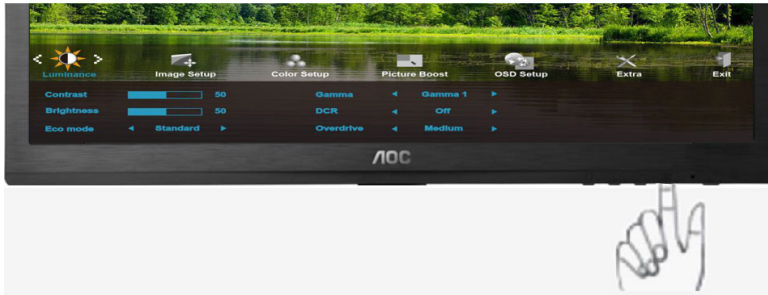 Luminance Image Setup Color Setup Picture Boost OSD Setup Extra Exit
Contrast 50 Gamma Gamma 1
Brightness 50 DCR Off
Eco mode Standard Overdrive Medium
AOC